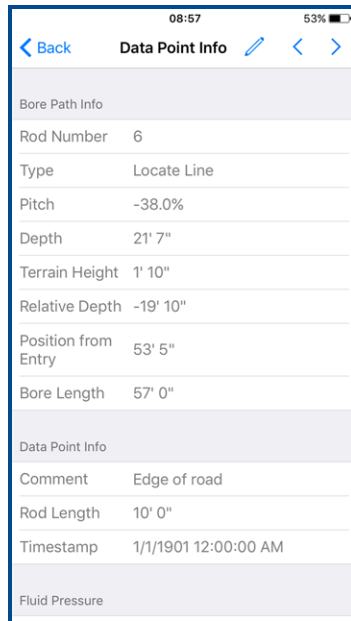 08:57
53%
Back
Data Point Info
Bore Path Info
Rod Number 6
Type Locate Line
Pitch -38.0%
Depth 21' 7"
Terrain Height 1' 10"
Relative Depth -19' 10"
Position from
Entry
53' 5"
Bore Length 57' 0"
Data Point Info
Comment Edge of road
Rod Length 10' 0"
Timestamp 1/1/1901 12:00:00 AM
Fluid Pressure